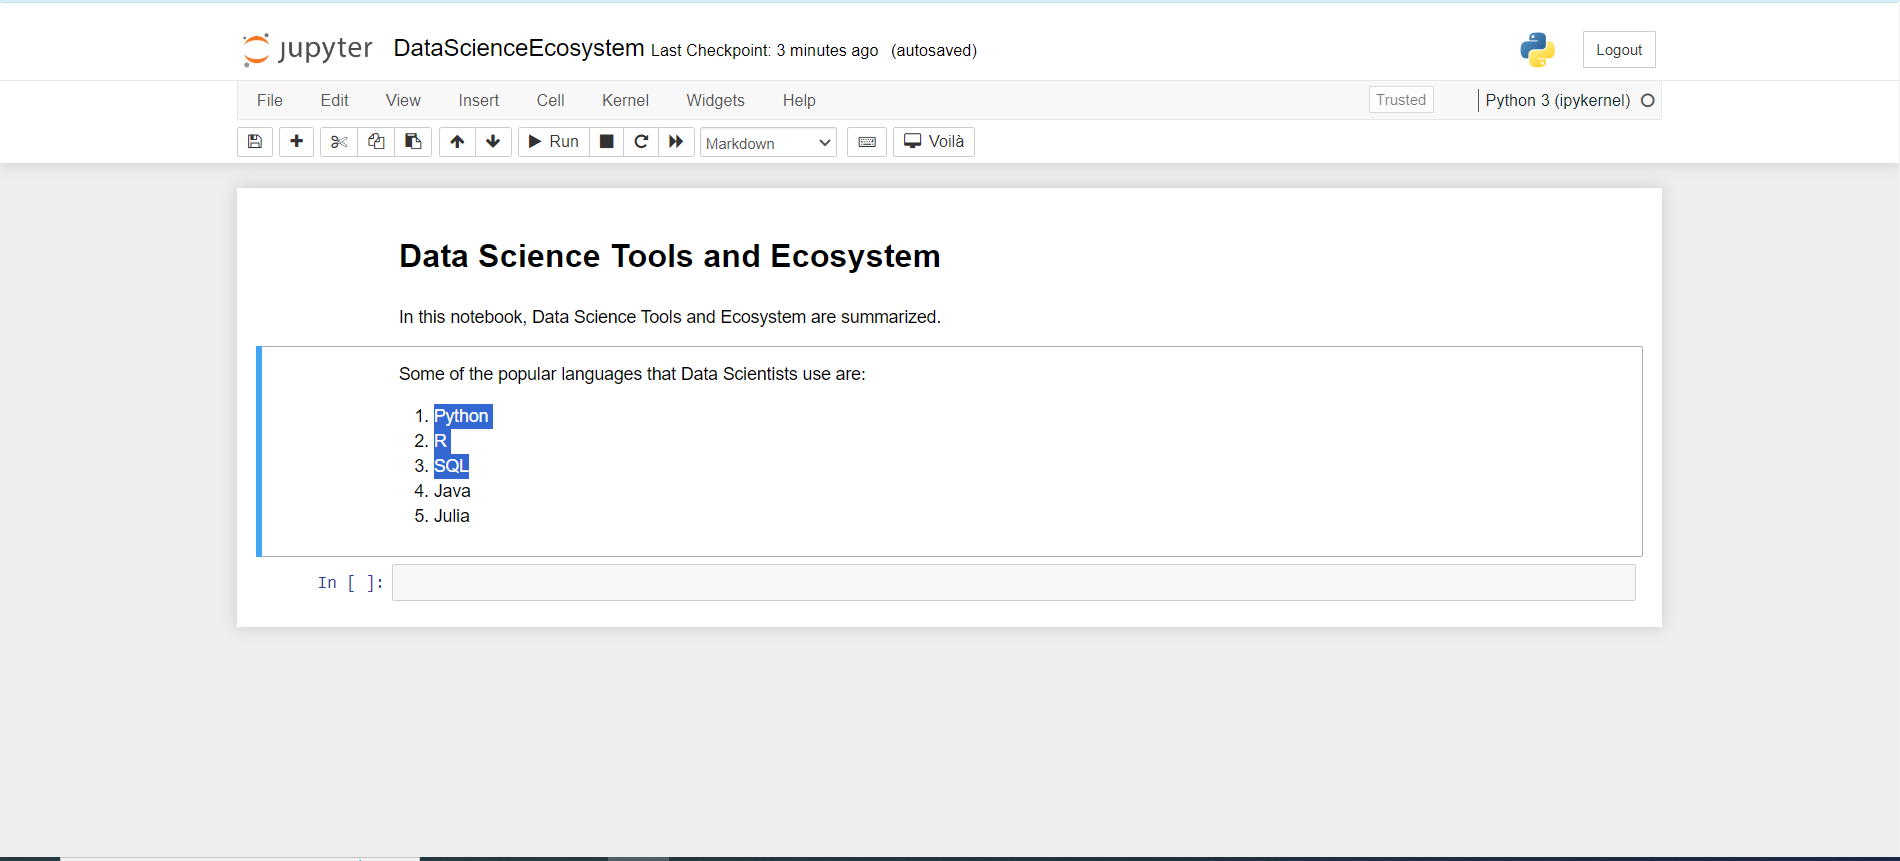 jupyter DataScienceEcosystem Last Checkpoint: 3 minutes ago (autosaved) Logout
File Edit View Insert Cell Kernel Widgets Help Trusted Python 3 (ipykernel)
Run Markdown Voilà
Data Science Tools and Ecosystem
In this notebook, Data Science Tools and Ecosystem are summarized.
Some of the popular languages that Data Scientists use are:
1. Python
2. R
3. SQL
4. Java
5. Julia
In [ ]: